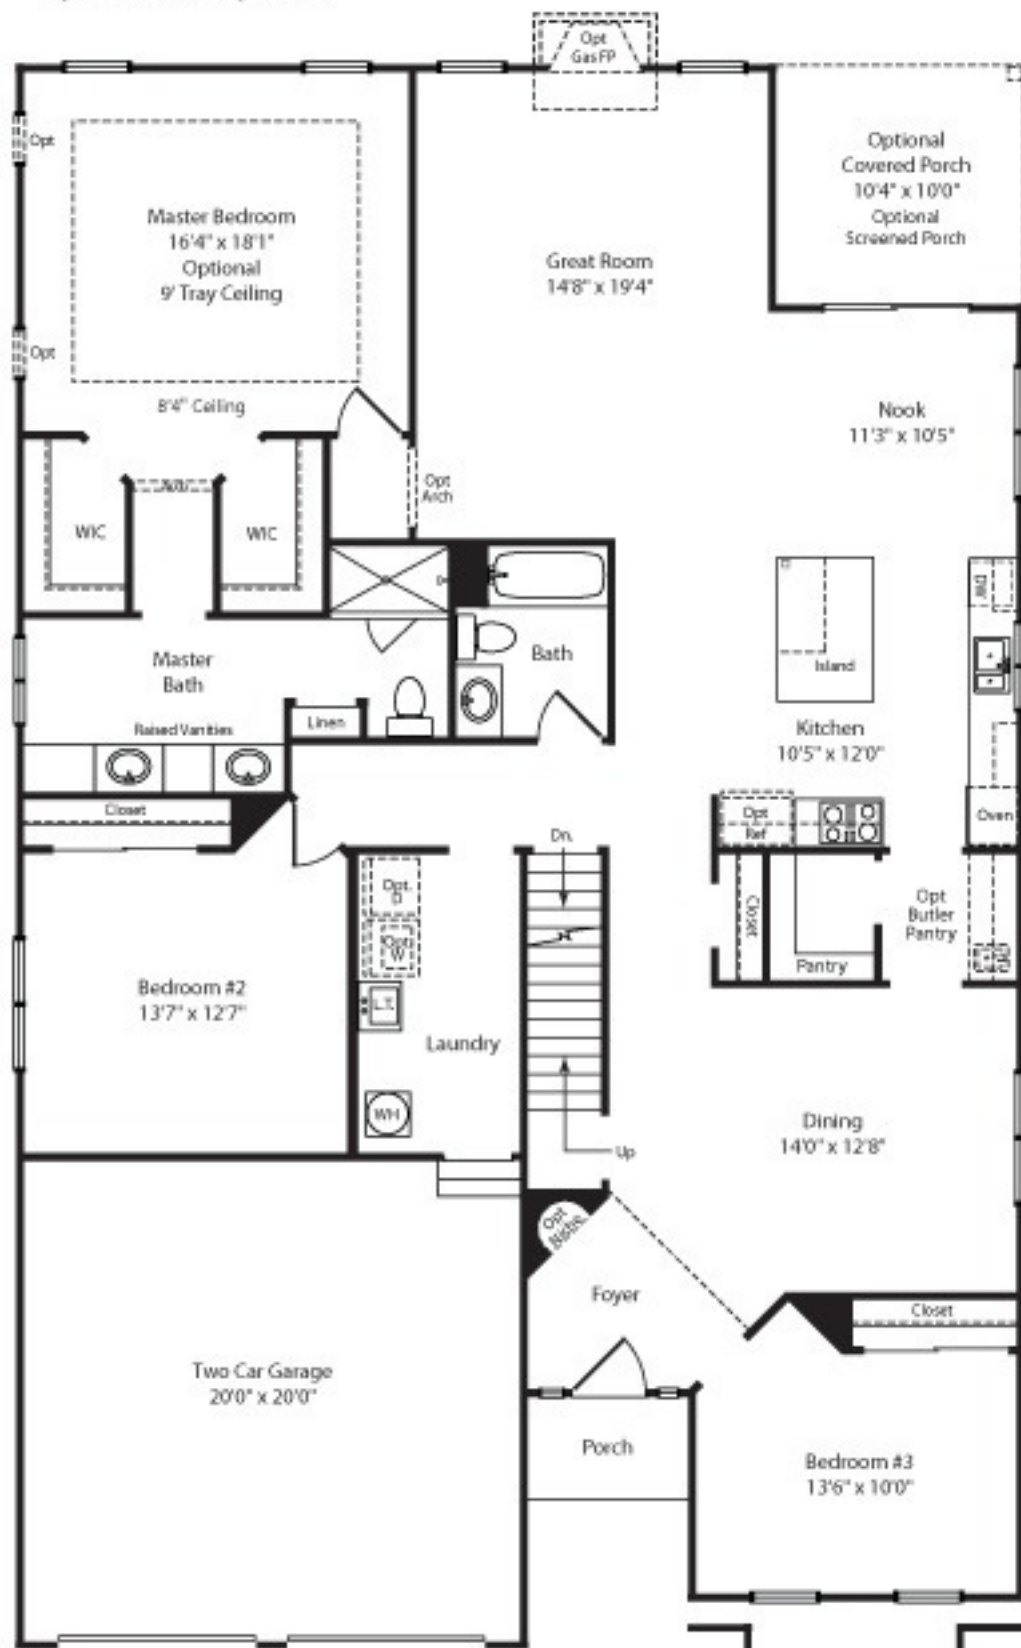 Opt
Gas FP
Opt
Optional
Covered Porch
10'4" x 10'0"
Optional
Screened Porch
Master Bedroom
16'4" x 18'1"
Optional
9' Tray Ceiling
Great Room
14'8" x 19'4"
Opt
8'4" Ceiling
Nook
11'3" x 10'5"
Opt
Arch
WIC
WIC
DW
Master
Bath
Bath
Island
Raised Vanities
Linen
Kitchen
10'5" x 12'0"
Closet
Opt
Ref
Oven
Dn.
Opt.
D
Opt.
W
Closet
Pantry
Opt
Butler
Pantry
Bedroom #2
13'7" x 12'7"
L.T.
Laundry
WH
Dining
14'0" x 12'8"
Up
Opt
Foyer
Closet
Two Car Garage
20'0" x 20'0"
Porch
Bedroom #3
13'6" x 10'0"